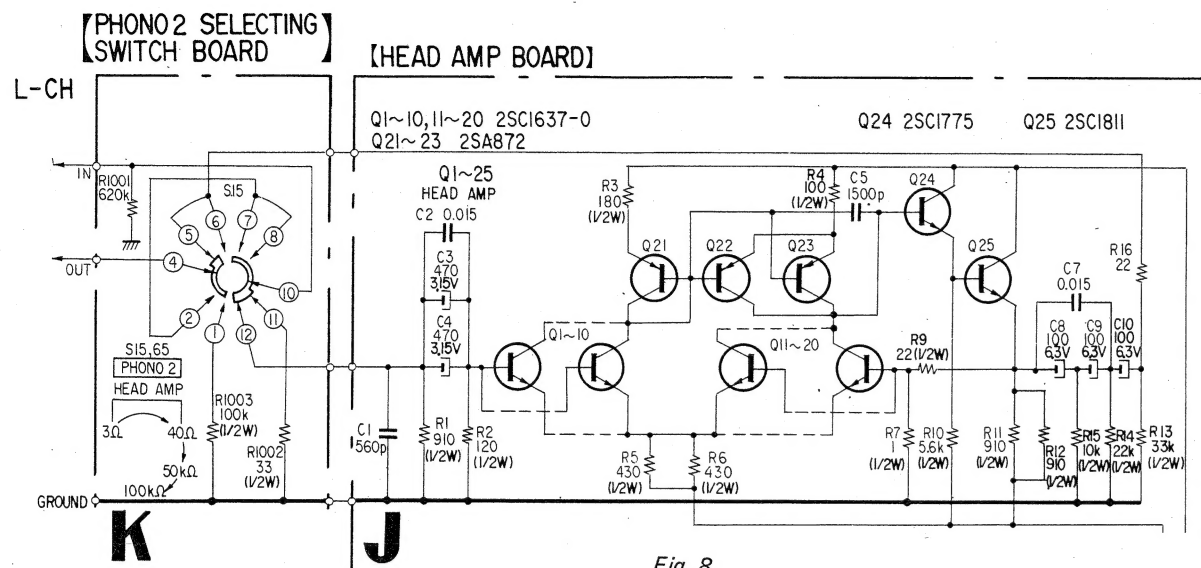 【PHONO 2 SELECTING
SWITCH BOARD】
【HEAD AMP BOARD】
L-CH
Q1~10, 11~20 2SC1637-0
Q21~23 2SA872
Q24 2SC1775
Q25 2SC1811
IN
R1001
620k
S15
OUT
1
2
4
5
6
7
8
10
11
12
S15,65
PHONO 2
HEAD AMP
3Ω
40Ω
50kΩ
100kΩ
R1003
100k
(1/2W)
R1002
33
(1/2W)
GROUND
K
J
Q1~25
HEAD AMP
C2 0.015
C3
470
3.15V
C4
470
3.15V
C1
560p
R1
910
(1/2W)
R2
120
(1/2W)
Q1~10
Q11~20
R3
180
(1/2W)
Q21
Q22
Q23
R4
100
(1/2W)
C5
1500p
Q24
Q25
R5
430
(1/2W)
R6
430
(1/2W)
R9
22 (1/2W)
R7
1
(1/2W)
R10
5.6k
(1/2W)
R11
910
(1/2W)
R12
910
(1/2W)
R15
10k
(1/2W)
R14
22k
(1/2W)
R13
33k
(1/2W)
C7
0.015
C8
100
6.3V
C9
100
6.3V
C10
100
6.3V
R16
22
Fig. 8